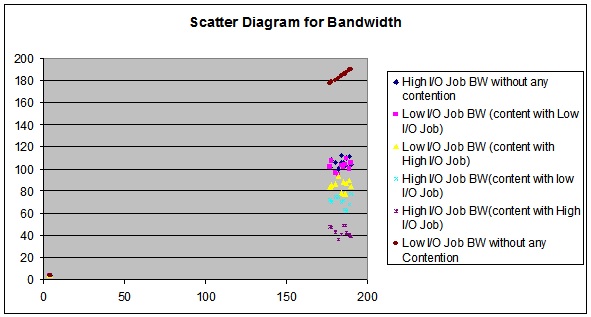 Scatter Diagram for Bandwidth
200
180
160
140
120
100
80
60
40
20
0
0 50 100 150 200
High I/O Job BW without any
contention
Low I/O Job BW (content with Low
I/O Job)
Low I/O Job BW (content with
High I/O Job)
High I/O Job BW(content with low
I/O Job)
High I/O Job BW(content with High
I/O Job)
Low I/O Job BW without any
Contention